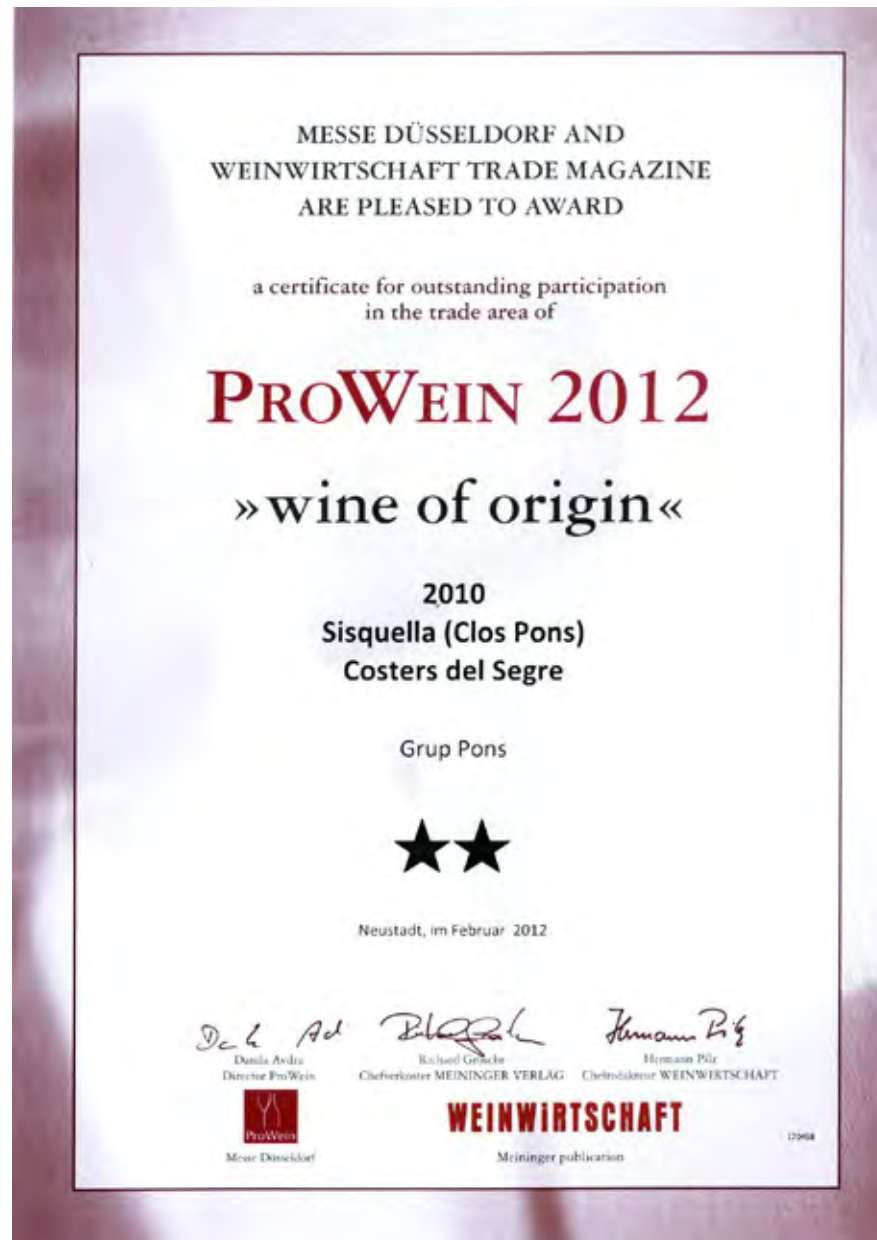 MESSE DÜSSELDORF AND
WEINWIRTSCHAFT TRADE MAGAZINE
ARE PLEASED TO AWARD
a certificate for outstanding participation
in the trade area of
PROWEIN 2012
»wine of origin«
2010
Sisquella (Clos Pons)
Costers del Segre
Grup Pons
Neustadt, im Februar 2012
Director ProWein
Chefverkoster MEININGER VERLAG
Hermann Pilz
Chefredakteur WEINWIRTSCHAFT
ProWein
Messe Düsseldorf
WEINWiRTSCHAFT
Meininger publication